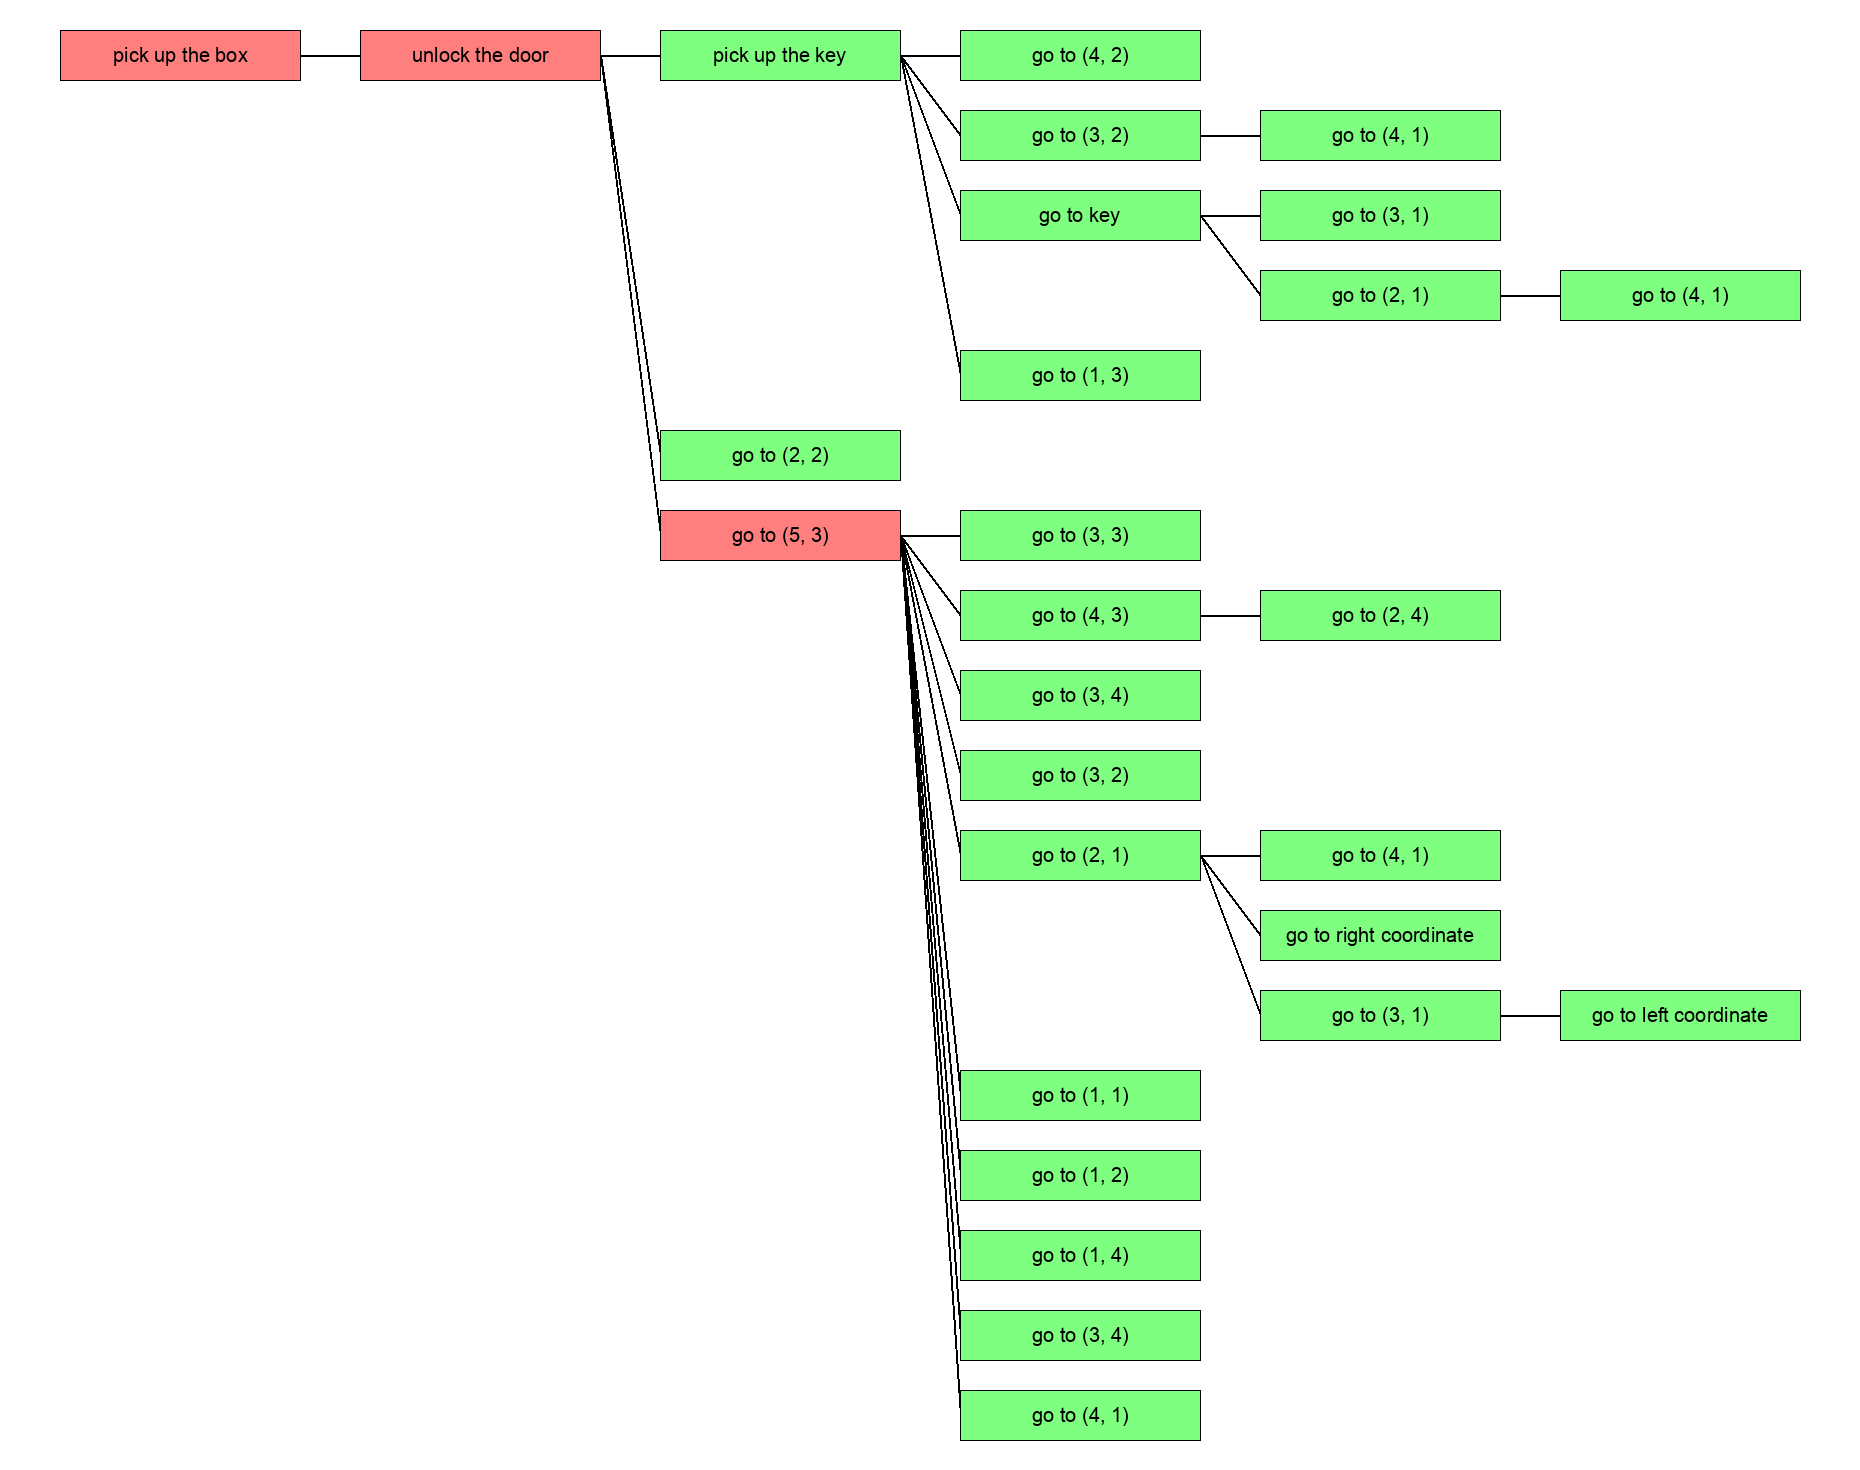 pick up the box
unlock the door
pick up the key
go to (4, 2)
go to (3, 2)
go to (4, 1)
go to key
go to (3, 1)
go to (2, 1)
go to (4, 1)
go to (1, 3)
go to (2, 2)
go to (5, 3)
go to (3, 3)
go to (4, 3)
go to (2, 4)
go to (3, 4)
go to (3, 2)
go to (2, 1)
go to (4, 1)
go to right coordinate
go to (3, 1)
go to left coordinate
go to (1, 1)
go to (1, 2)
go to (1, 4)
go to (3, 4)
go to (4, 1)